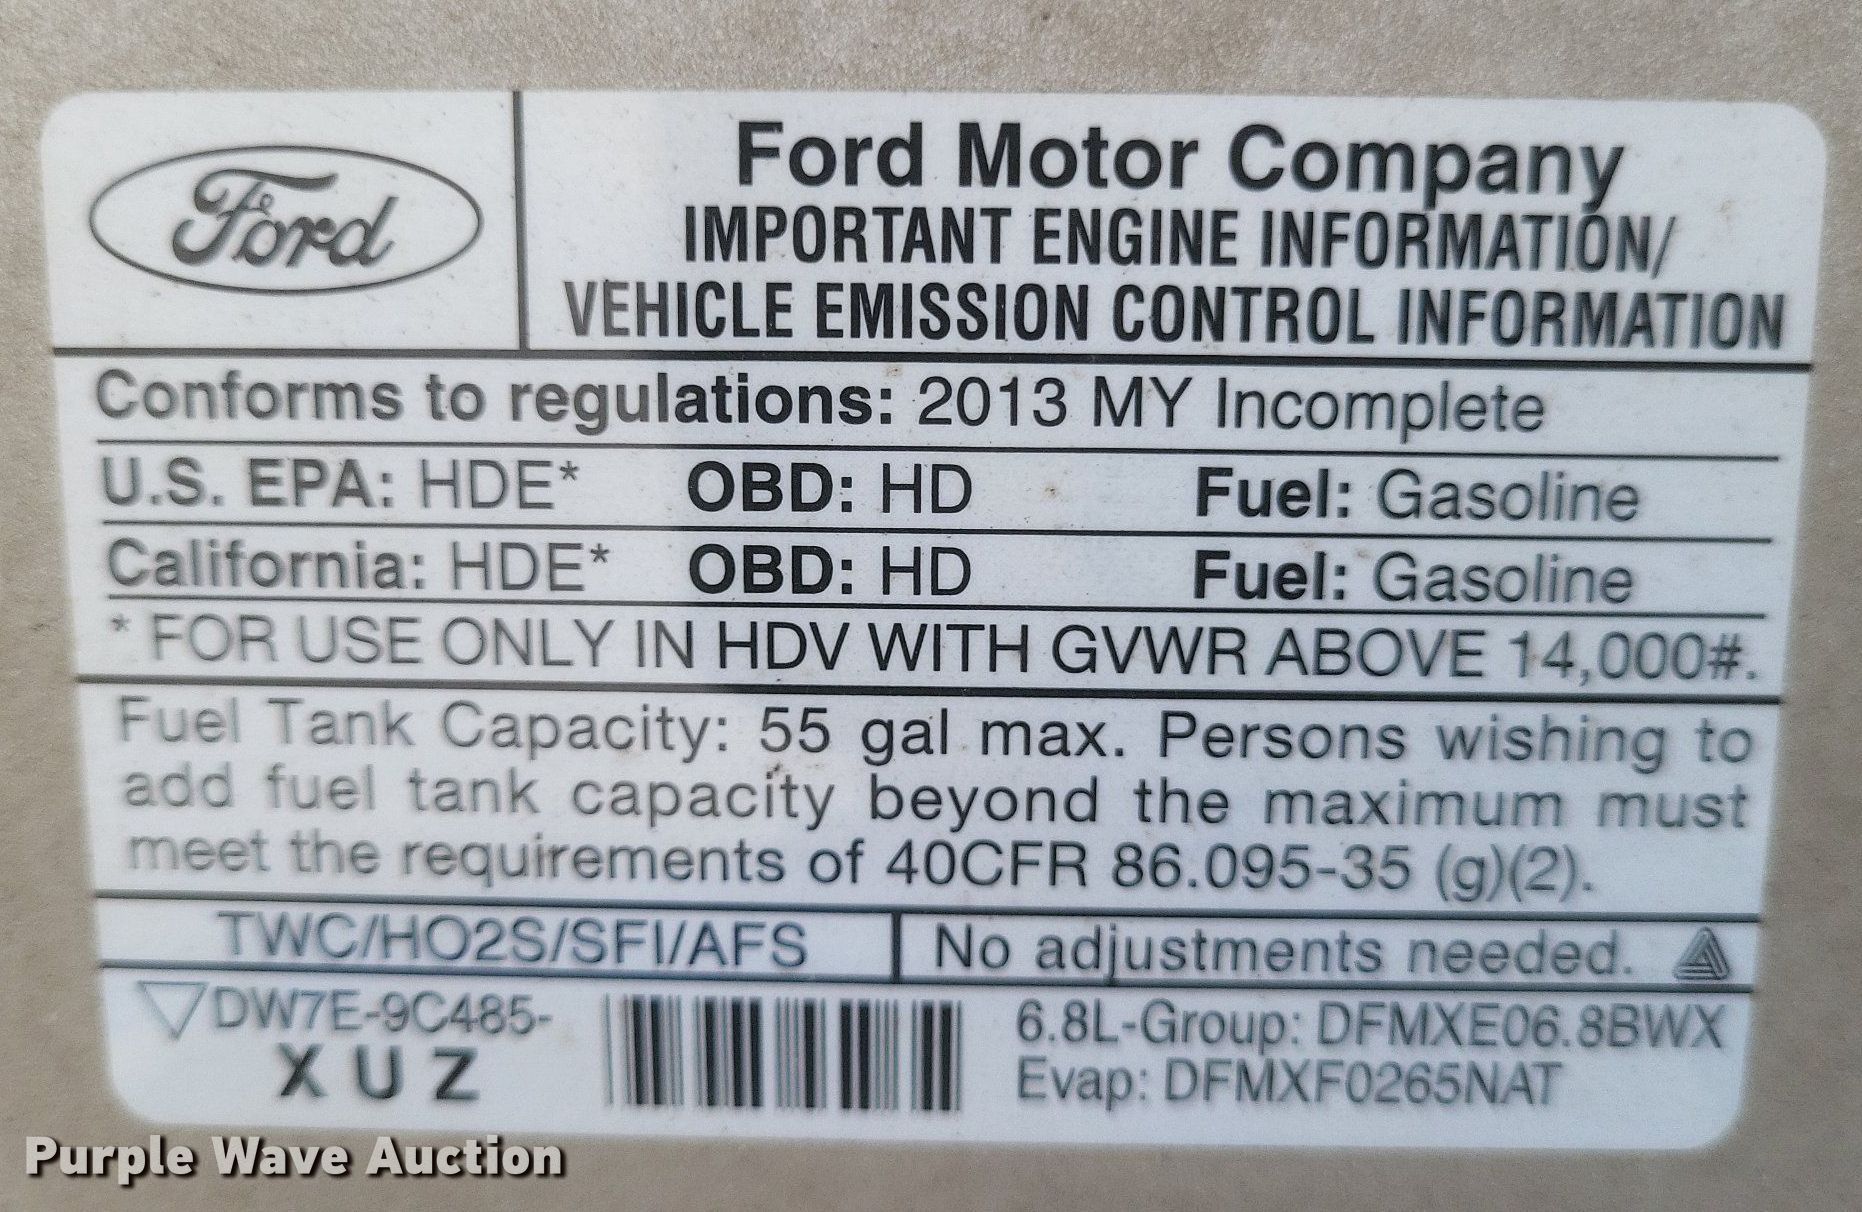 Ford
Ford Motor Company
IMPORTANT ENGINE INFORMATION/
VEHICLE EMISSION CONTROL INFORMATION
Conforms to regulations: 2013 MY Incomplete
U.S. EPA: HDE* OBD: HD Fuel: Gasoline
California: HDE* OBD: HD Fuel: Gasoline
* FOR USE ONLY IN HDV WITH GVWR ABOVE 14,000#.
Fuel Tank Capacity: 55 gal max. Persons wishing to
add fuel tank capacity beyond the maximum must
meet the requirements of 40CFR 86.095-35 (g)(2).
TWC/HO2S/SFI/AFS
No adjustments needed.
DW7E-9C485-
X U Z
6.8L-Group: DFMXE06.8BWX
Evap: DFMXF0265NAT
Purple Wave Auction